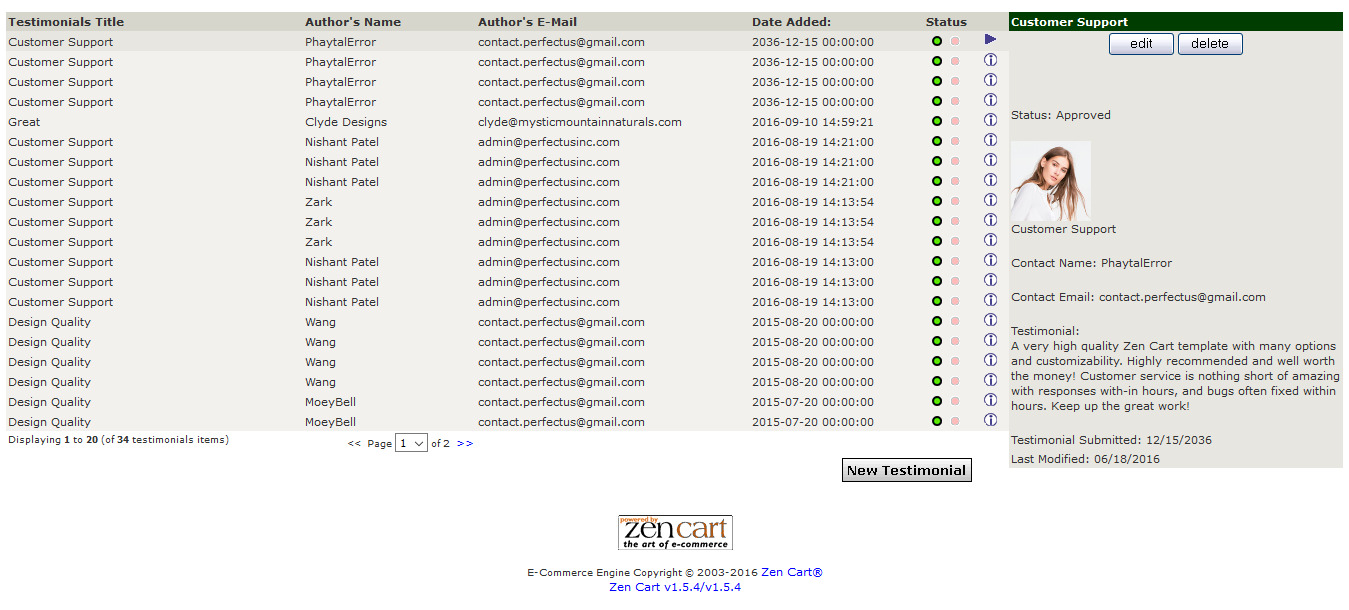 Testimonials Title Author's Name Author's E-Mail Date Added: Status
Customer Support PhaytalError contact.perfectus@gmail.com 2036-12-15 00:00:00
Customer Support PhaytalError contact.perfectus@gmail.com 2036-12-15 00:00:00
Customer Support PhaytalError contact.perfectus@gmail.com 2036-12-15 00:00:00
Customer Support PhaytalError contact.perfectus@gmail.com 2036-12-15 00:00:00
Great Clyde Designs clyde@mysticmountainnaturals.com 2016-09-10 14:59:21
Customer Support Nishant Patel admin@perfectusinc.com 2016-08-19 14:21:00
Customer Support Nishant Patel admin@perfectusinc.com 2016-08-19 14:21:00
Customer Support Nishant Patel admin@perfectusinc.com 2016-08-19 14:21:00
Customer Support Zark admin@perfectusinc.com 2016-08-19 14:13:54
Customer Support Zark admin@perfectusinc.com 2016-08-19 14:13:54
Customer Support Zark admin@perfectusinc.com 2016-08-19 14:13:54
Customer Support Nishant Patel admin@perfectusinc.com 2016-08-19 14:13:00
Customer Support Nishant Patel admin@perfectusinc.com 2016-08-19 14:13:00
Customer Support Nishant Patel admin@perfectusinc.com 2016-08-19 14:13:00
Design Quality Wang contact.perfectus@gmail.com 2015-08-20 00:00:00
Design Quality Wang contact.perfectus@gmail.com 2015-08-20 00:00:00
Design Quality Wang contact.perfectus@gmail.com 2015-08-20 00:00:00
Design Quality Wang contact.perfectus@gmail.com 2015-08-20 00:00:00
Design Quality MoeyBell contact.perfectus@gmail.com 2015-07-20 00:00:00
Design Quality MoeyBell contact.perfectus@gmail.com 2015-07-20 00:00:00
Displaying 1 to 20 (of 34 testimonials items) << Page 1 of 2 >>
New Testimonial
Customer Support
edit delete
Status: Approved
Customer Support
Contact Name: PhaytalError
Contact Email: contact.perfectus@gmail.com
Testimonial:
A very high quality Zen Cart template with many options
and customizability. Highly recommended and well worth
the money! Customer service is nothing short of amazing
with responses with-in hours, and bugs often fixed within
hours. Keep up the great work!
Testimonial Submitted: 12/15/2036
Last Modified: 06/18/2016
powered by
zencart
the art of e-commerce
E-Commerce Engine Copyright © 2003-2016 Zen Cart®
Zen Cart v1.5.4/v1.5.4